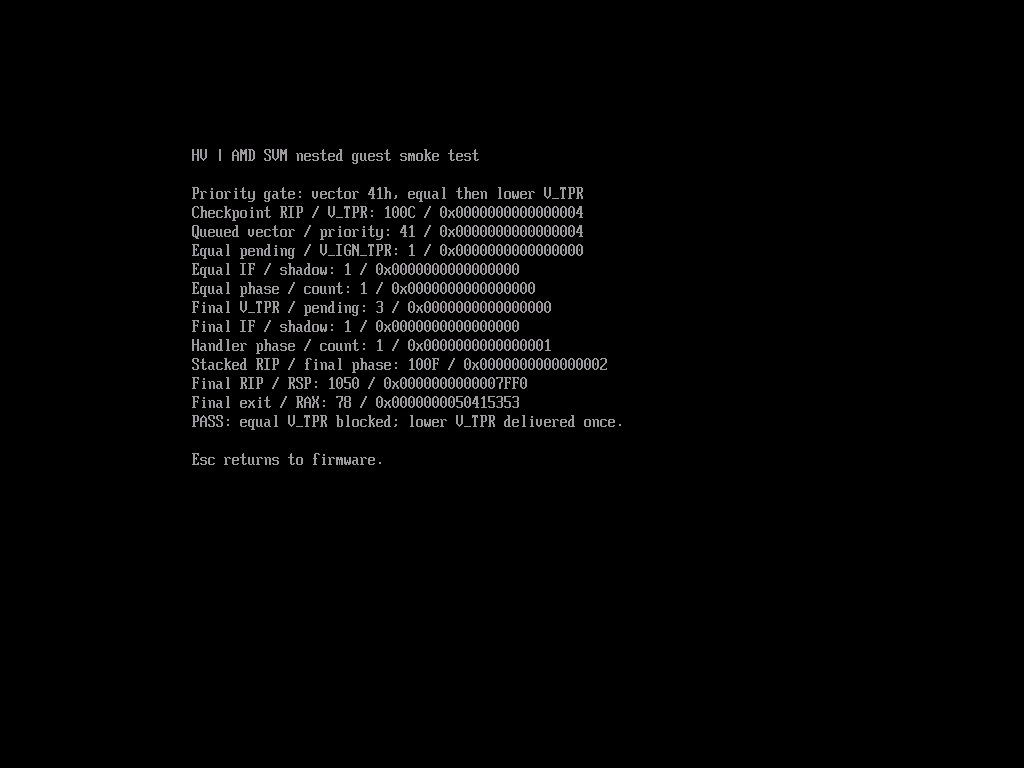 HV | AMD SVM nested guest smoke test
Priority gate: vector 41h, equal then lower V_TPR
Checkpoint RIP / V_TPR: 100C / 0x0000000000000004
Queued vector / priority: 41 / 0x0000000000000004
Equal pending / V_IGN_TPR: 1 / 0x0000000000000000
Equal IF / shadow: 1 / 0x0000000000000000
Equal phase / count: 1 / 0x0000000000000000
Final V_TPR / pending: 3 / 0x0000000000000000
Final IF / shadow: 1 / 0x0000000000000000
Handler phase / count: 1 / 0x0000000000000001
Stacked RIP / final phase: 100F / 0x0000000000000002
Final RIP / RSP: 1050 / 0x0000000000007FF0
Final exit / RAX: 78 / 0x0000000050415353
PASS: equal V_TPR blocked; lower V_TPR delivered once.
Esc returns to firmware.